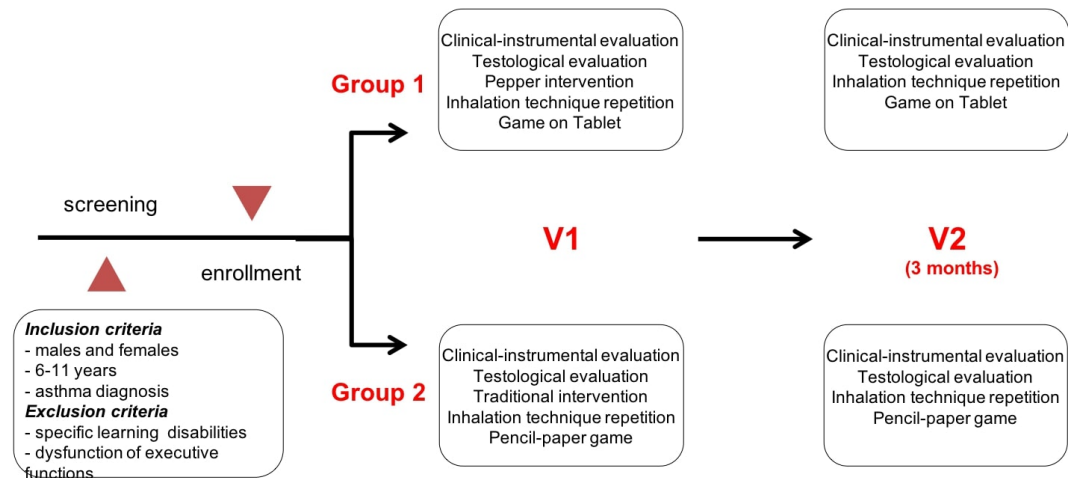 screening
enrollment
Inclusion criteria
- males and females
- 6-11 years
- asthma diagnosis
Exclusion criteria
- specific learning disabilities
- dysfunction of executive
functions
Group 1
Clinical-instrumental evaluation
Testological evaluation
Pepper intervention
Inhalation technique repetition
Game on Tablet
Clinical-instrumental evaluation
Testological evaluation
Inhalation technique repetition
Game on Tablet
V1
V2
(3 months)
Group 2
Clinical-instrumental evaluation
Testological evaluation
Traditional intervention
Inhalation technique repetition
Pencil-paper game
Clinical-instrumental evaluation
Testological evaluation
Inhalation technique repetition
Pencil-paper game